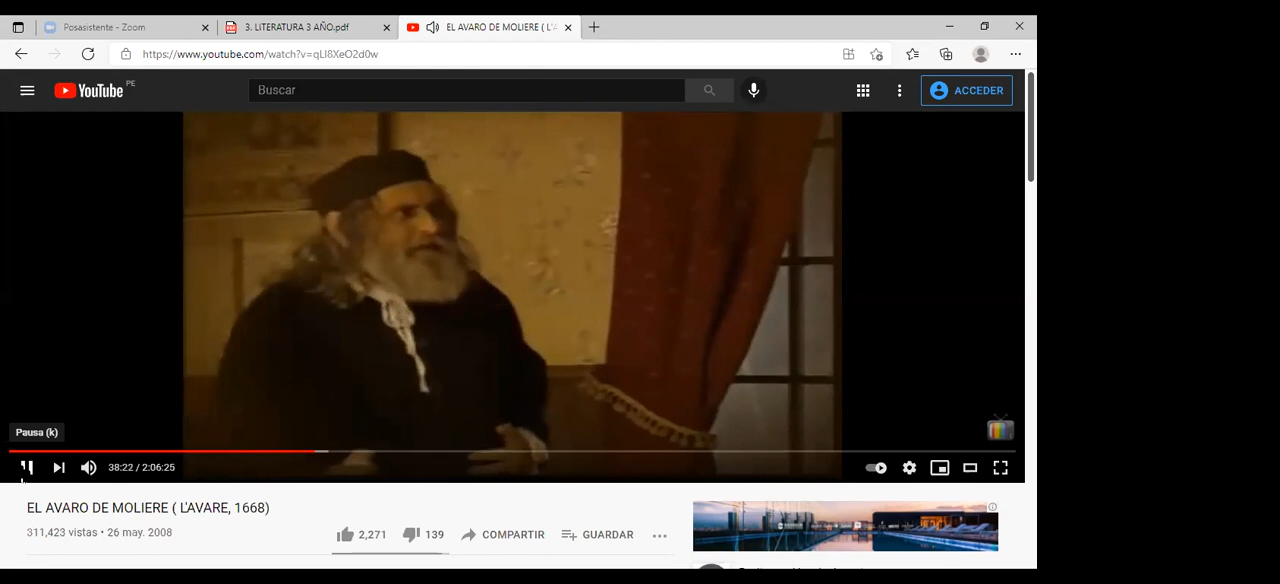 Posasistente - Zoom
3. LITERATURA 3 AÑO.pdf
EL AVARO DE MOLIERE ( L'A
https://www.youtube.com/watch?v=qLl8XeO2d0w
YouTube PE
Buscar
ACCEDER
Pausa (k)
38:22 / 2:06:25
EL AVARO DE MOLIERE ( L'AVARE, 1668)
311,423 vistas • 26 may. 2008
2,271
139
COMPARTIR
GUARDAR